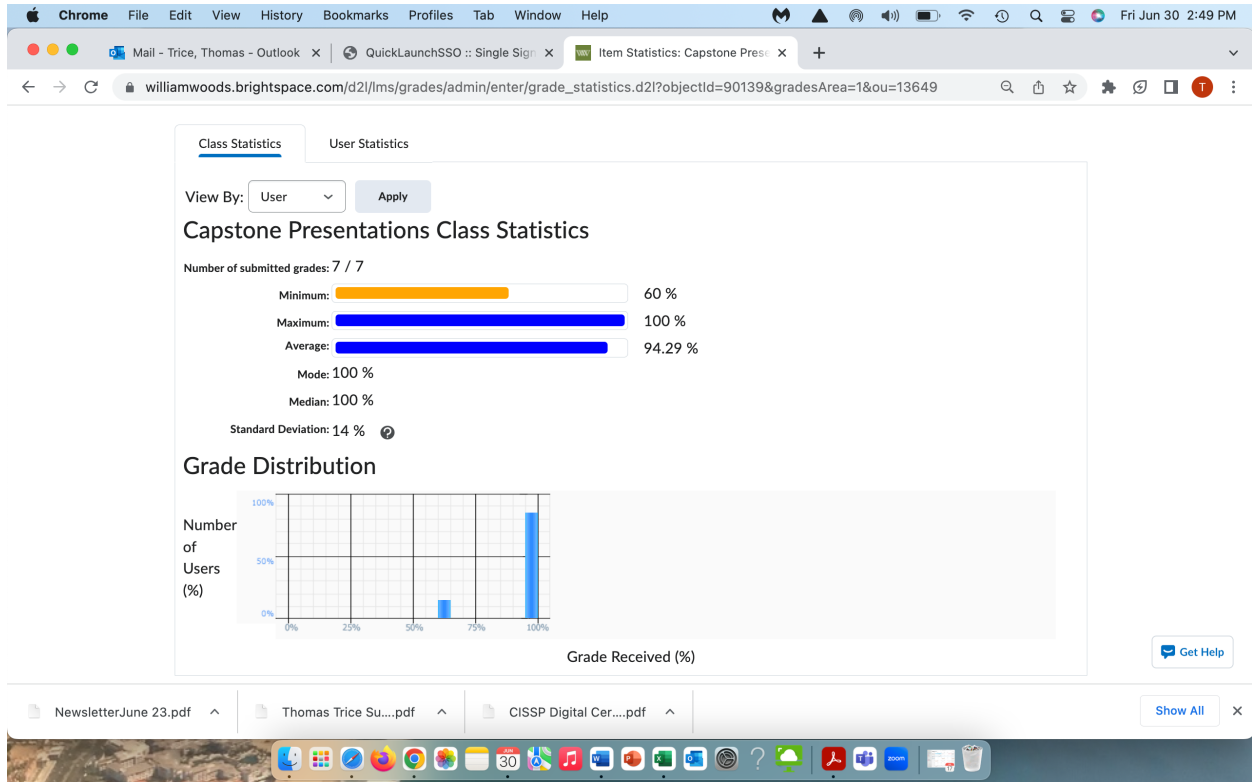 Chrome File Edit View History Bookmarks Profiles Tab Window Help Fri Jun 30 2:49 PM
Mail - Trice, Thomas - Outlook QuickLaunchSSO :: Single Sign Item Statistics: Capstone Prese
williamwoods.brightspace.com/d2l/lms/grades/admin/enter/grade_statistics.d2l?objectId=90139&gradesArea=1&ou=13649 T
Class Statistics User Statistics
View By: User Apply
Capstone Presentations Class Statistics
Number of submitted grades: 7 / 7
Minimum: 60 %
Maximum: 100 %
Average: 94.29 %
Mode: 100 %
Median: 100 %
Standard Deviation: 14 % ?
Grade Distribution
100%
Number
of
50%
Users
(%)
0%
0% 25% 50% 75% 100%
Grade Received (%)
Get Help
NewsletterJune 23.pdf Thomas Trice Su....pdf CISSP Digital Cer....pdf Show All
JUN
30 zoom
17